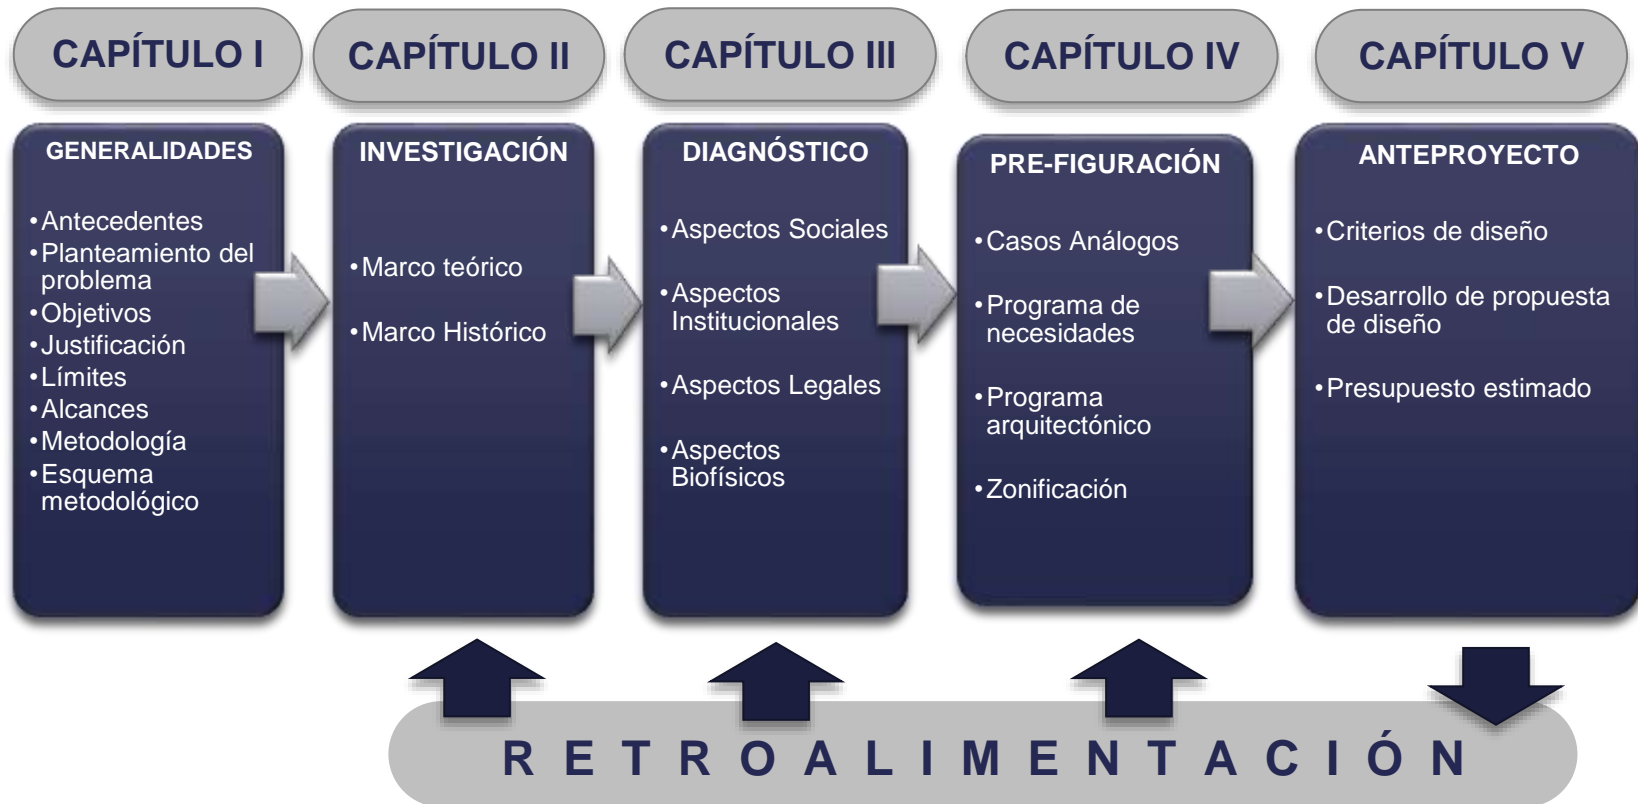 CAPÍTULO I
GENERALIDADES
•Antecedentes
•Planteamiento del
problema
•Objetivos
•Justificación
•Límites
•Alcances
•Metodología
•Esquema
metodológico
CAPÍTULO II
INVESTIGACIÓN
•Marco teórico
•Marco Histórico
CAPÍTULO III
DIAGNÓSTICO
•Aspectos Sociales
•Aspectos
Institucionales
•Aspectos Legales
•Aspectos
Biofísicos
CAPÍTULO IV
PRE-FIGURACIÓN
•Casos Análogos
•Programa de
necesidades
•Programa
arquitectónico
•Zonificación
CAPÍTULO V
ANTEPROYECTO
•Criterios de diseño
•Desarrollo de propuesta
de diseño
•Presupuesto estimado
RETROALIMENTACIÓN